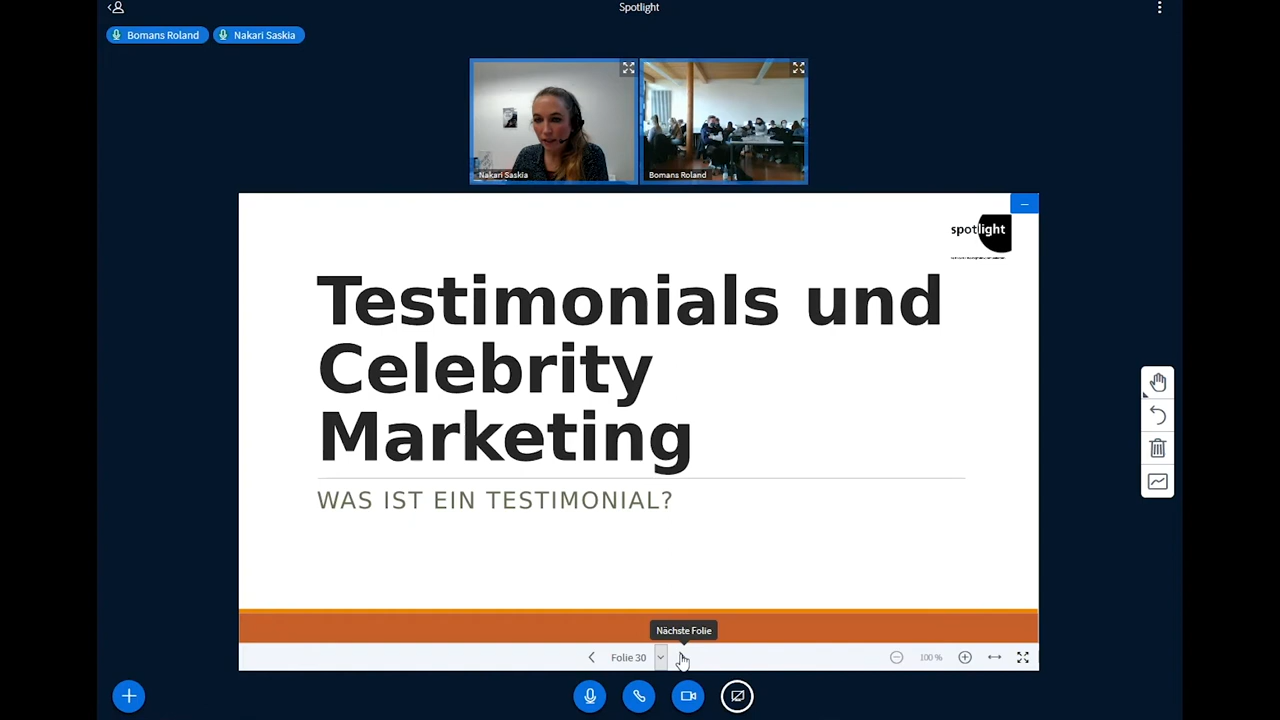 Spotlight
Bomans Roland
Nakari Saskia
Nakari Saskia
Bomans Roland
spotlight
Testimonials und
Celebrity
Marketing
WAS IST EIN TESTIMONIAL?
Nächste Folie
Folie 30
100 %